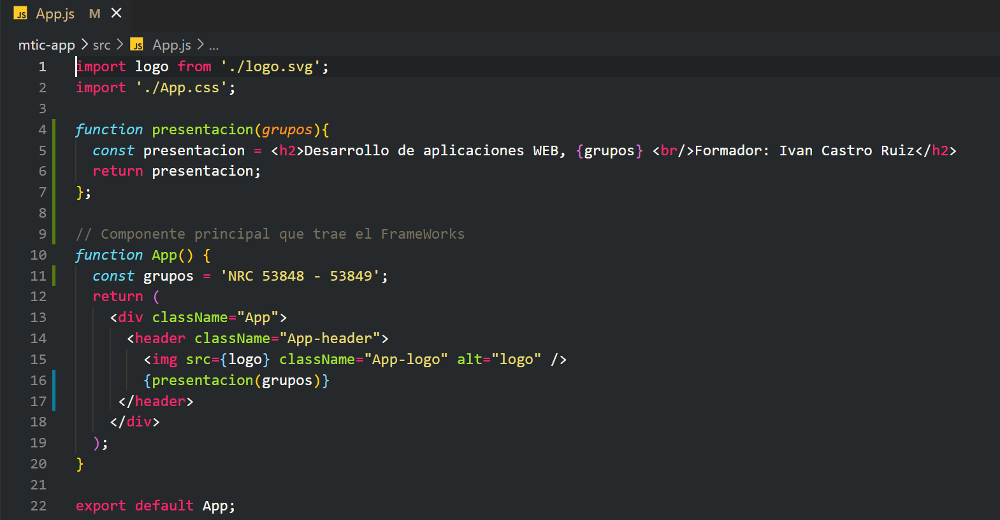 JS App.js M ×
mtic-app > src > JS App.js > ...
1 import logo from './logo.svg';
2 import './App.css';
3
4 function presentacion(grupos){
5   const presentacion = <h2>Desarrollo de aplicaciones WEB, {grupos} <br/>Formador: Ivan Castro Ruiz</h2>
6   return presentacion;
7 };
8
9 // Componente principal que trae el FrameWorks
10 function App() {
11   const grupos = 'NRC 53848 - 53849';
12   return (
13     <div className="App">
14       <header className="App-header">
15         <img src={logo} className="App-logo" alt="logo" />
16         {presentacion(grupos)}
17      </header>
18     </div>
19   );
20 }
21
22 export default App;